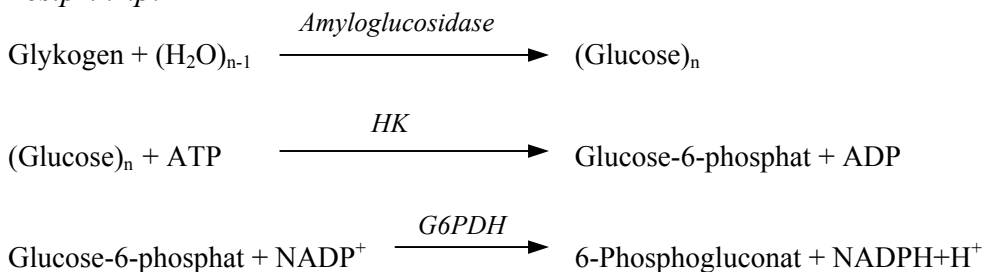 Amyloglucosidase
Glykogen + (H₂O)ₙ₋₁ (Glucose)ₙ
HK
(Glucose)ₙ + ATP Glucose-6-phosphat + ADP
G6PDH
Glucose-6-phosphat + NADP⁺ 6-Phosphogluconat + NADPH+H⁺